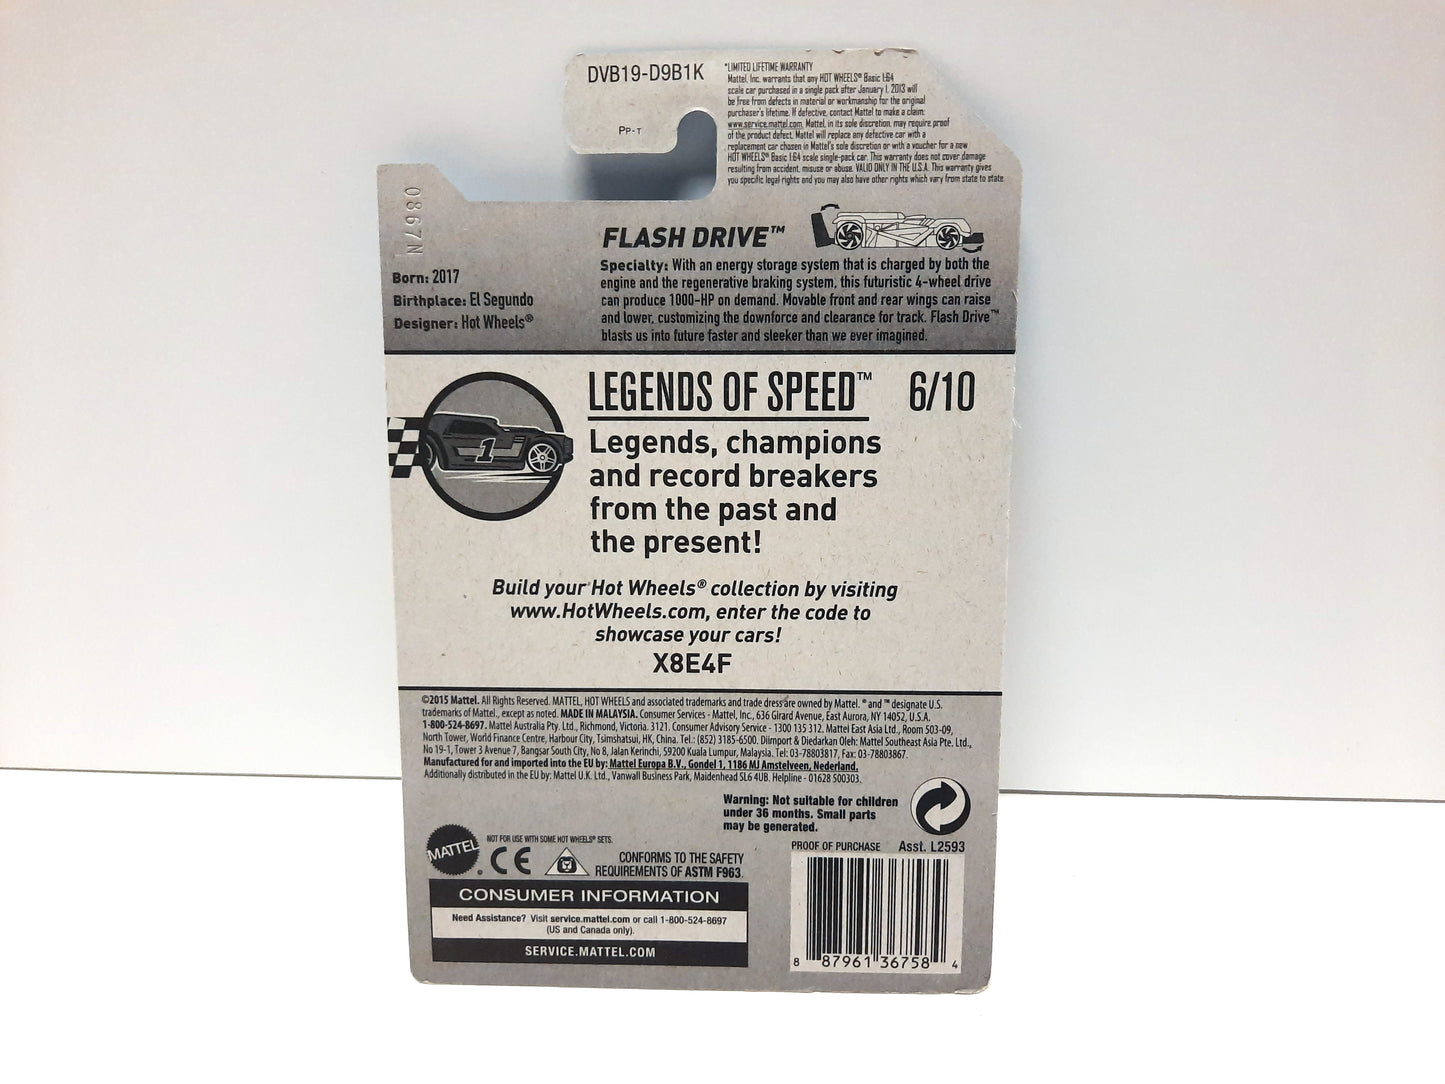 DVB19-D9B1K
PP-T
*LIMITED LIFETIME WARRANTY
Mattel, Inc. warrants that any HOT WHEELS® Basic 1:64
scale car purchased in a single pack after January 1, 2013 will
be free from defects in material or workmanship for the original
purchaser's lifetime. If defective, contact Mattel to make a claim:
www.service.mattel.com. Mattel, in its sole discretion, may require proof
of the product defect. Mattel will replace any defective car with a
replacement car chosen in Mattel's sole discretion or with a voucher for a new
HOT WHEELS® Basic 1:64 scale single-pack car. This warranty does not cover damage
resulting from accident, misuse or abuse. VALID ONLY IN THE U.S.A. This warranty gives
you specific legal rights and you may also have other rights which vary from state to state.
0867N
Born: 2017
Birthplace: El Segundo
Designer: Hot Wheels®
FLASH DRIVE™
Specialty: With an energy storage system that is charged by both the
engine and the regenerative braking system, this futuristic 4-wheel drive
can produce 1000-HP on demand. Movable front and rear wings can raise
and lower, customizing the downforce and clearance for track. Flash Drive™
blasts us into future faster and sleeker than we ever imagined.
1
LEGENDS OF SPEED™ 6/10
Legends, champions
and record breakers
from the past and
the present!
Build your Hot Wheels® collection by visiting
www.HotWheels.com, enter the code to
showcase your cars!
X8E4F
©2015 Mattel. All Rights Reserved. MATTEL, HOT WHEELS and associated trademarks and trade dress are owned by Mattel. ® and ™ designate U.S.
trademarks of Mattel., except as noted. MADE IN MALAYSIA. Consumer Services - Mattel, Inc., 636 Girard Avenue, East Aurora, NY 14052, U.S.A.
1-800-524-8697. Mattel Australia Pty. Ltd., Richmond, Victoria. 3121. Consumer Advisory Service - 1300 135 312. Mattel East Asia Ltd., Room 503-09,
North Tower, World Finance Centre, Harbour City, Tsimshatsui, HK, China. Tel.: (852) 3185-6500. Diimport & Diedarkan Oleh: Mattel Southeast Asia Pte. Ltd.,
No 19-1, Tower 3 Avenue 7, Bangsar South City, No 8, Jalan Kerinchi, 59200 Kuala Lumpur, Malaysia. Tel: 03-78803817, Fax: 03-78803867.
Manufactured for and imported into the EU by: Mattel Europa B.V., Gondel 1, 1186 MJ Amstelveen, Nederland.
Additionally distributed in the EU by: Mattel U.K. Ltd., Vanwall Business Park, Maidenhead SL6 4UB. Helpline - 01628 500303.
Warning: Not suitable for children
under 36 months. Small parts
may be generated.
MATTEL
NOT FOR USE WITH SOME HOT WHEELS® SETS.
CE
CONFORMS TO THE SAFETY
REQUIREMENTS OF ASTM F963.
CONSUMER INFORMATION
Need Assistance? Visit service.mattel.com or call 1-800-524-8697
(US and Canada only).
SERVICE.MATTEL.COM
PROOF OF PURCHASE Asst. L2593
8 87961 36758 4